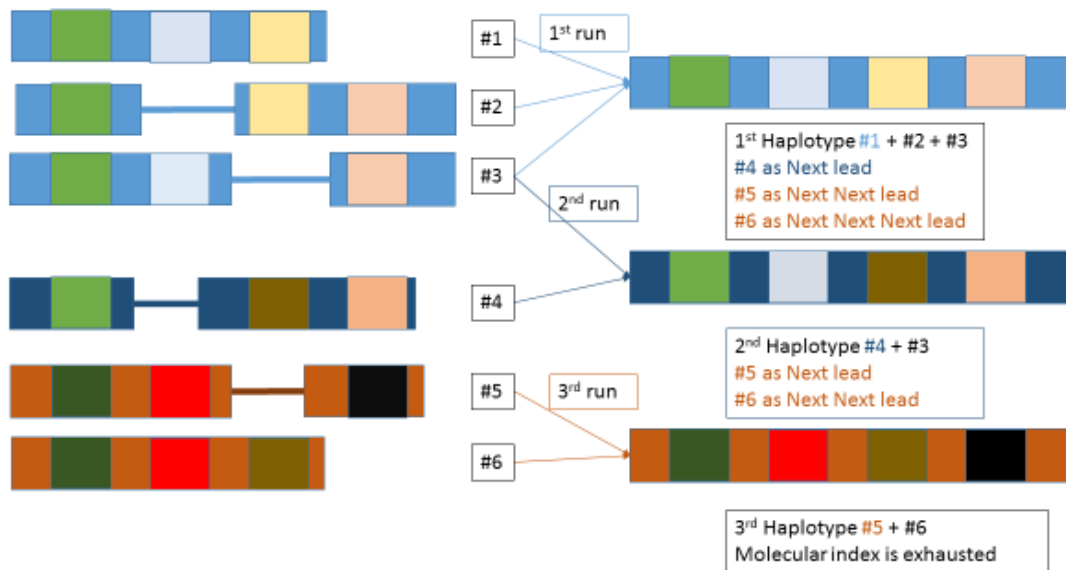 #1
1st run
#2
#3
1st Haplotype #1 + #2 + #3
#4 as Next lead
#5 as Next Next lead
#6 as Next Next Next lead
2nd run
#4
2nd Haplotype #4 + #3
#5 as Next lead
#6 as Next Next lead
#5
3rd run
#6
3rd Haplotype #5 + #6
Molecular index is exhausted